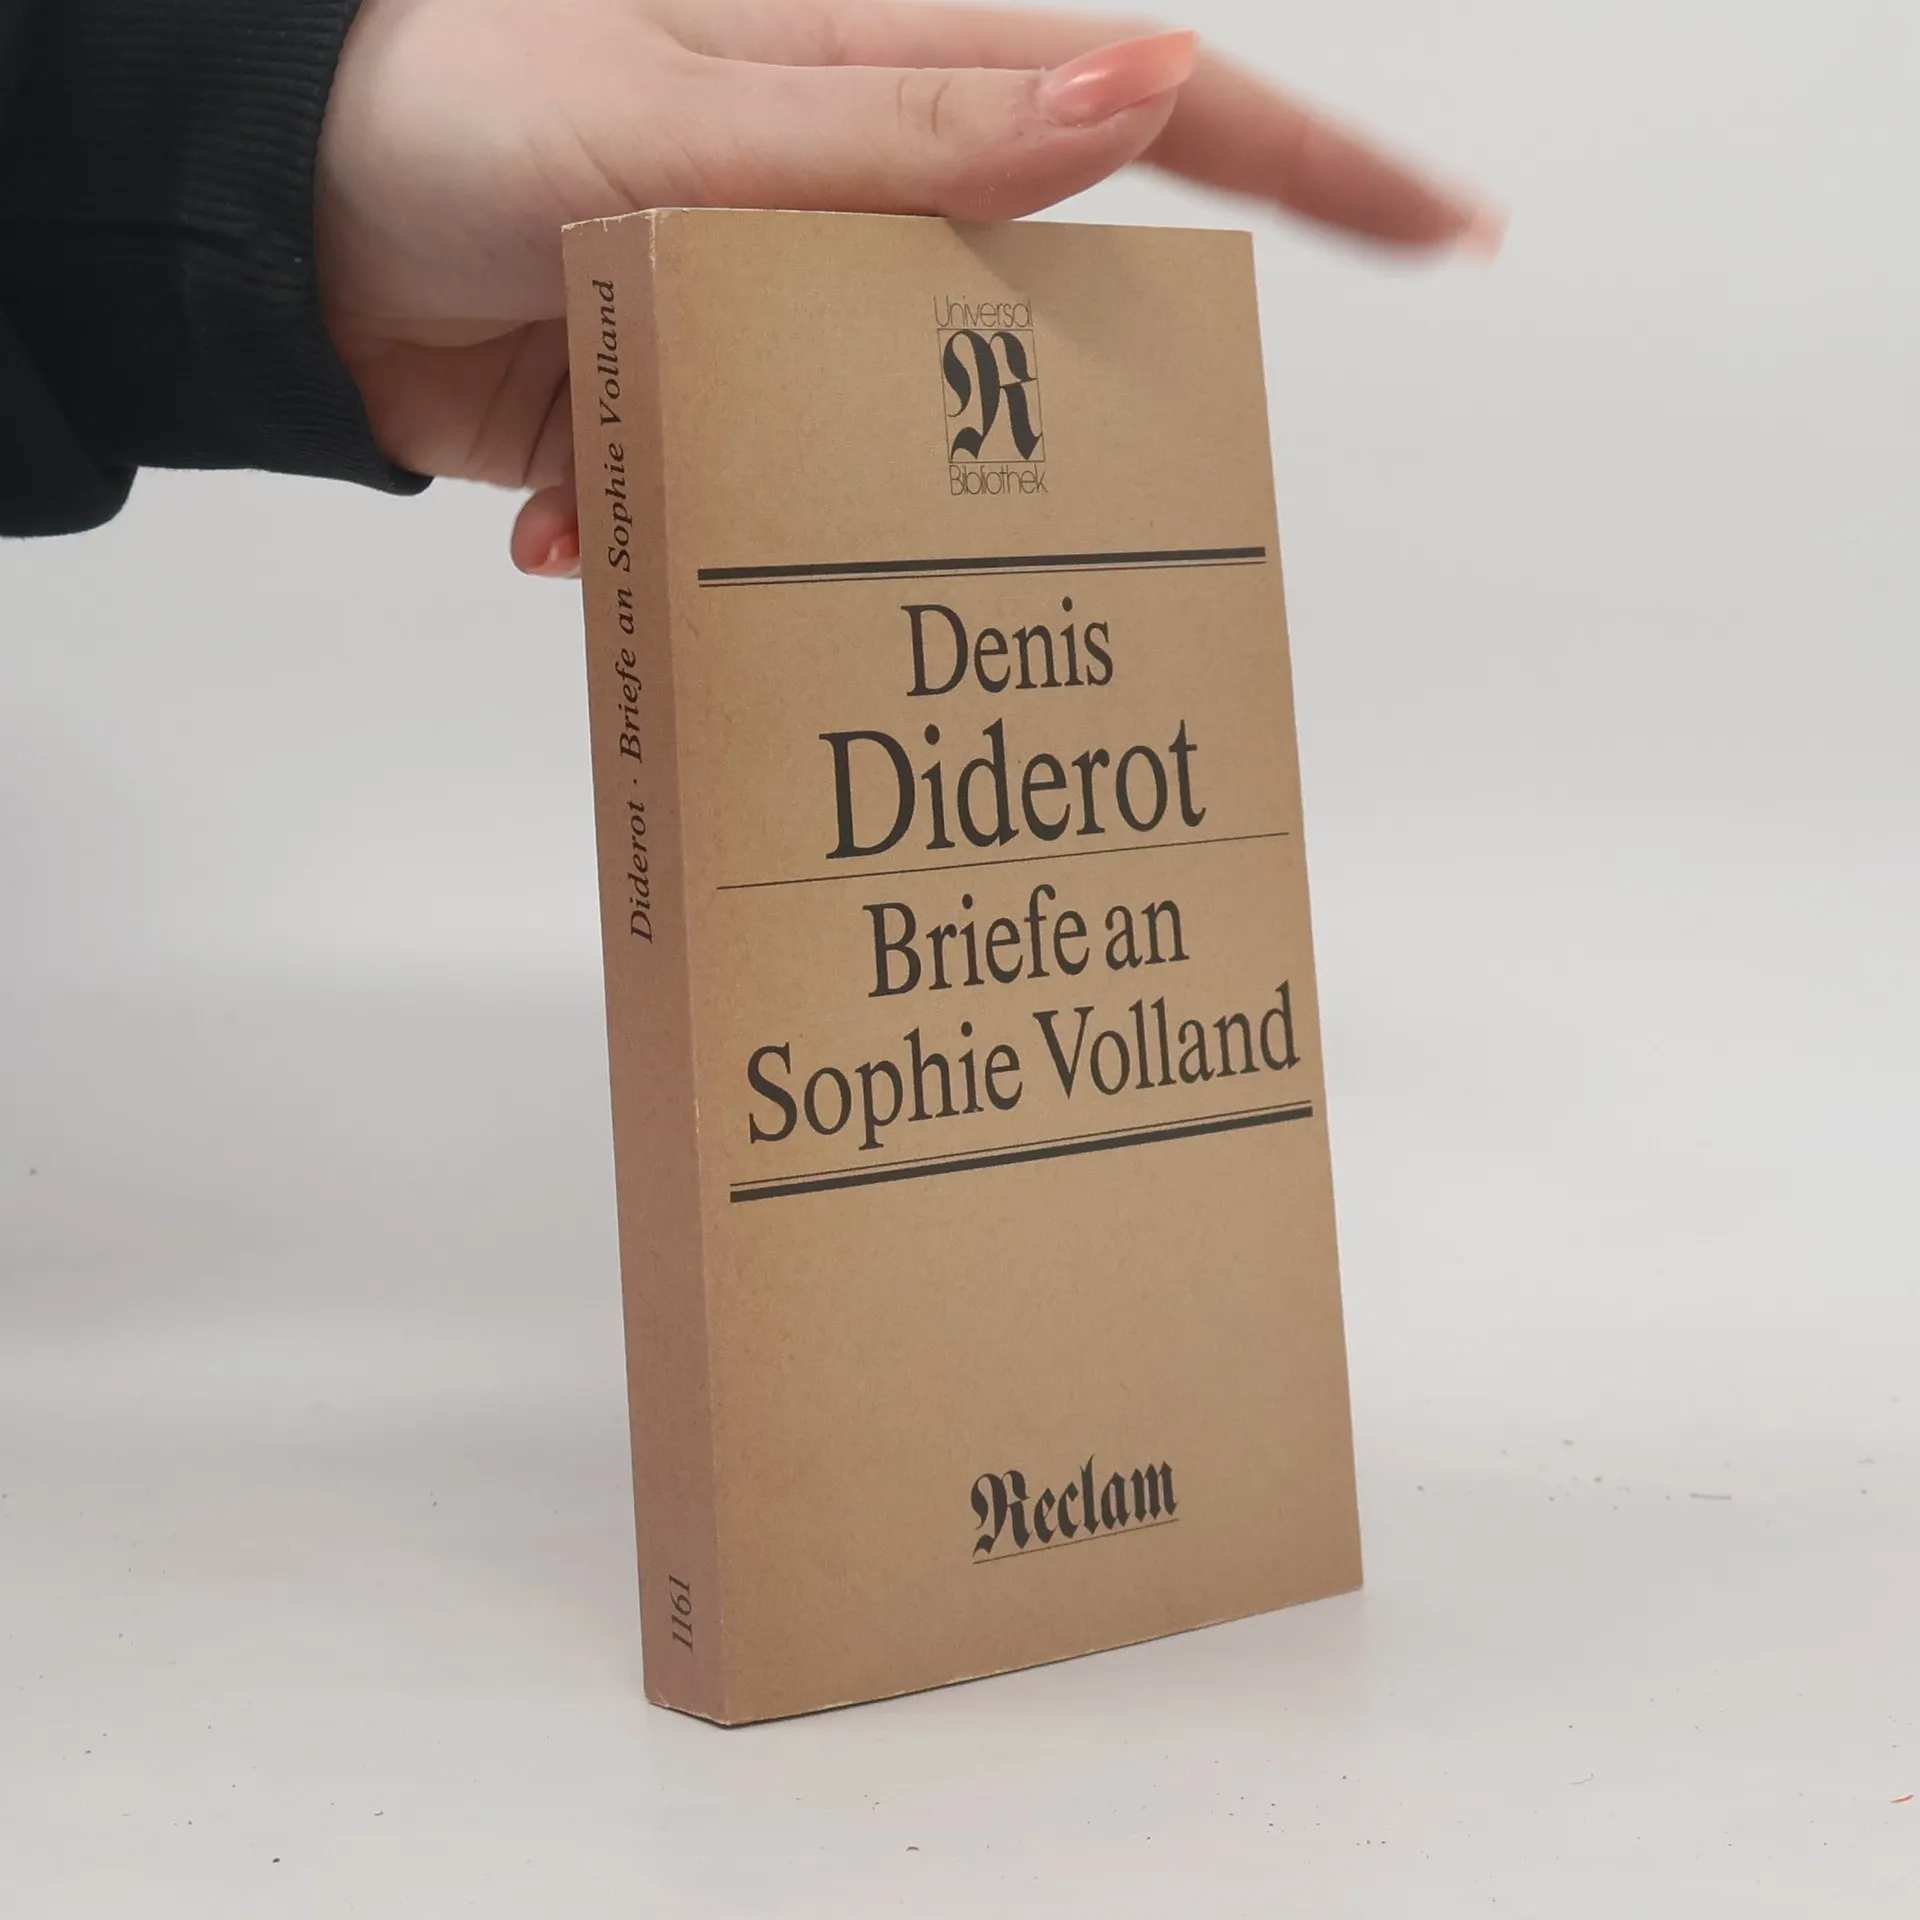 Universal
R
Bibliothek
Denis
Diderot
Briefe an
Sophie Volland
Reclam
Diderot · Briefe an Sophie Volland
1161